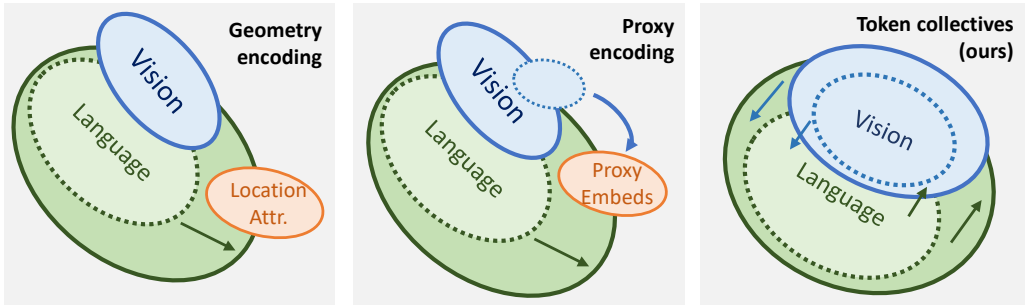 Geometry
encoding
Vision
Language
Location
Attr.
Proxy
encoding
Vision
Language
Proxy
Embeds
Token collectives
(ours)
Vision
Language